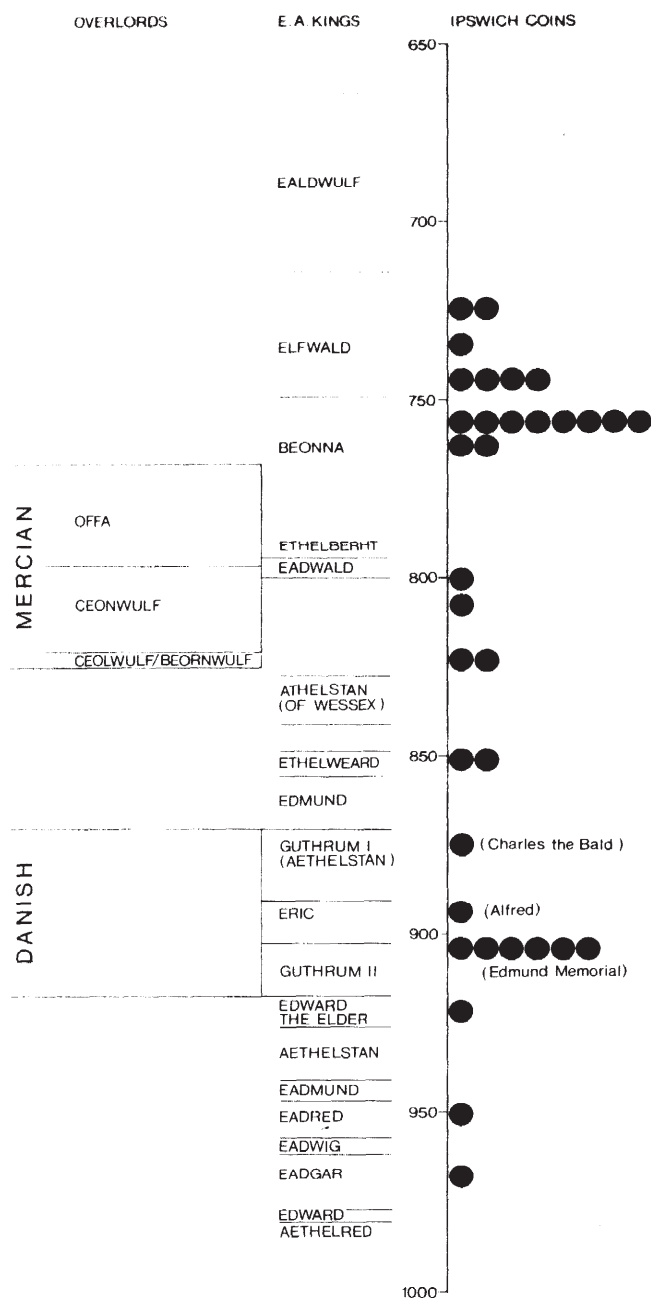 OVERLORDS E.A. KINGS IPSWICH COINS
650
EALDWULF
700
ELFWALD
750
BEONNA
MERCIAN
OFFA
ETHELBERHT
EADWALD
800
CEONWULF
CEOLWULF/BEORNWULF
ATHELSTAN
(OF WESSEX)
850
ETHELWEARD
EDMUND
DANISH
GUTHRUM I
(AETHELSTAN)
(Charles the Bald)
ERIC
(Alfred)
900
GUTHRUM II
(Edmund Memorial)
EDWARD
THE ELDER
AETHELSTAN
EADMUND
950
EADRED
EADWIG
EADGAR
EDWARD
AETHELRED
1000